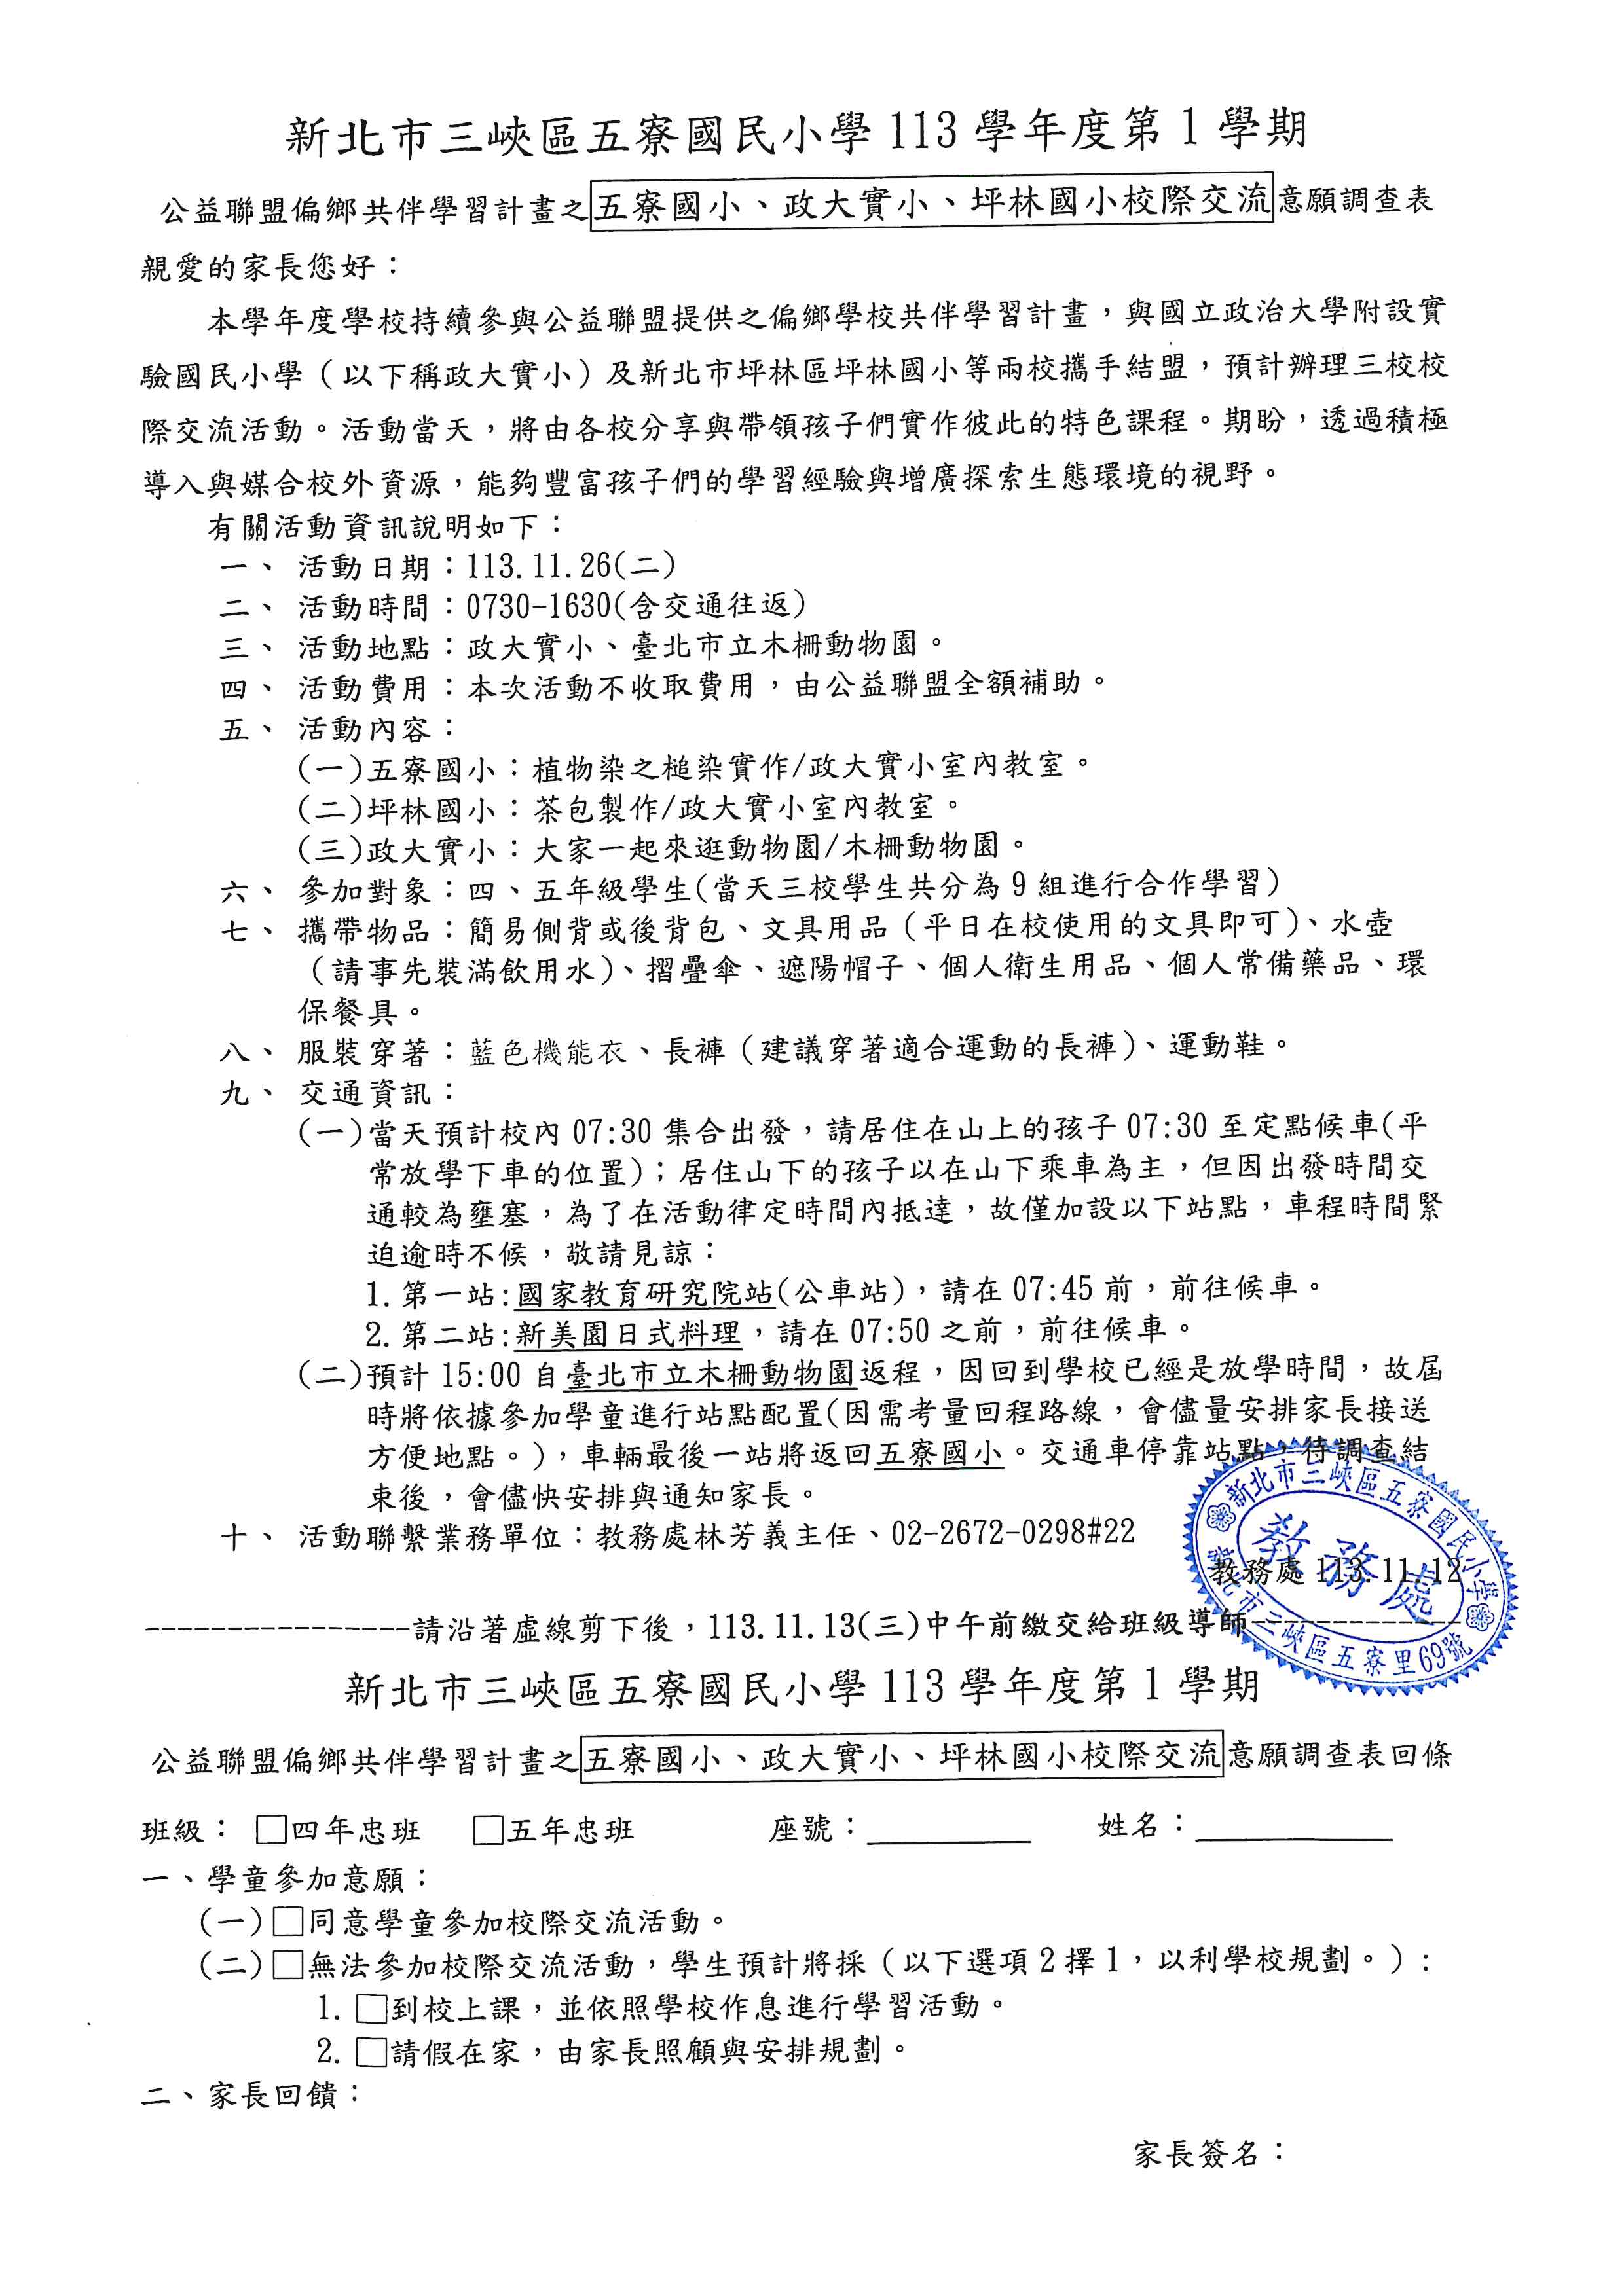 新北市三峽區五寮國民小學 113 學年度第 1 學期
公益聯盟偏鄉共伴學習計畫之五寮國小、政大實小、坪林國小校際交流意願調查表
親愛的家長您好：
本學年度學校持續參與公益聯盟提供之偏鄉學校共伴學習計畫，與國立政治大學附設實
驗國民小學（以下稱政大實小）及新北市坪林區坪林國小等兩校攜手結盟，預計辦理三校校
際交流活動。活動當天，將由各校分享與帶領孩子們實作彼此的特色課程。期盼，透過積極
導入與媒合校外資源，能夠豐富孩子們的學習經驗與增廣探索生態環境的視野。
有關活動資訊說明如下：
一、 活動日期：113.11.26(二)
二、 活動時間：0730-1630(含交通往返)
三、 活動地點：政大實小、臺北市立木柵動物園。
四、 活動費用：本次活動不收取費用，由公益聯盟全額補助。
五、 活動內容：
(一)五寮國小：植物染之槌染實作/政大實小室內教室。
(二)坪林國小：茶包製作/政大實小室內教室。
(三)政大實小：大家一起來逛動物園/木柵動物園。
六、 參加對象：四、五年級學生(當天三校學生共分為 9 組進行合作學習)
七、 攜帶物品：簡易側背或後背包、文具用品（平日在校使用的文具即可）、水壺
（請事先裝滿飲用水）、摺疊傘、遮陽帽子、個人衛生用品、個人常備藥品、環
保餐具。
八、 服裝穿著：藍色機能衣、長褲（建議穿著適合運動的長褲）、運動鞋。
九、 交通資訊：
(一)當天預計校內 07:30 集合出發，請居住在山上的孩子 07:30 至定點候車(平
常放學下車的位置)；居住山下的孩子以在山下乘車為主，但因出發時間交
通較為壅塞，為了在活動律定時間內抵達，故僅加設以下站點，車程時間緊
迫逾時不候，敬請見諒：
1.第一站:國家教育研究院站(公車站)，請在 07:45 前，前往候車。
2.第二站:新美園日式料理，請在 07:50 之前，前往候車。
(二)預計 15:00 自臺北市立木柵動物園返程，因回到學校已經是放學時間，故屆
時將依據參加學童進行站點配置(因需考量回程路線，會儘量安排家長接送
方便地點。)，車輛最後一站將返回五寮國小。交通車停靠站點，待調查結
束後，會儘快安排與通知家長。
十、 活動聯繫業務單位：教務處林芳義主任、02-2672-0298#22
新北市三峽區五寮國民小學
教務處
新北市三峽區五寮里69號
教務處 113.11.12
----------------請沿著虛線剪下後，113.11.13(三)中午前繳交給班級導師-------------
新北市三峽區五寮國民小學 113 學年度第 1 學期
公益聯盟偏鄉共伴學習計畫之五寮國小、政大實小、坪林國小校際交流意願調查表回條
班級： □四年忠班 □五年忠班 座號：__________ 姓名：____________
一、學童參加意願：
(一)□同意學童參加校際交流活動。
(二)□無法參加校際交流活動，學生預計將採（以下選項 2 擇 1，以利學校規劃。）：
1. □到校上課，並依照學校作息進行學習活動。
2. □請假在家，由家長照顧與安排規劃。
二、家長回饋：
家長簽名：